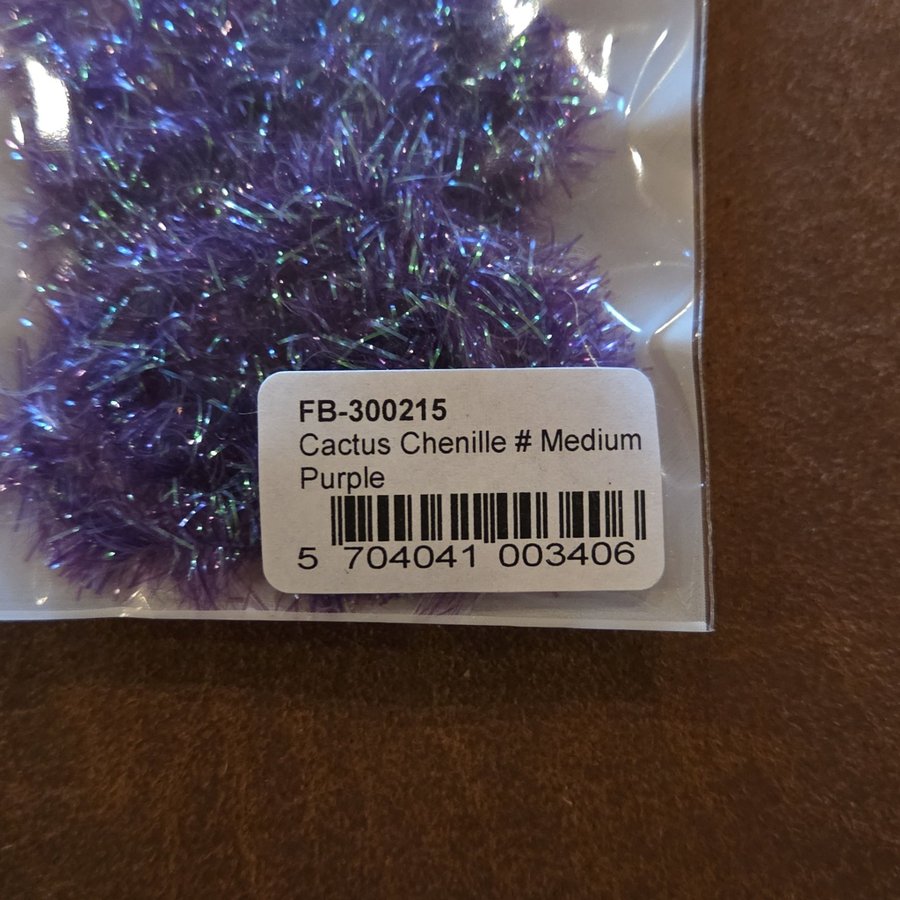 FB-300215
Cactus Chenille # Medium
Purple
5 704041 003406